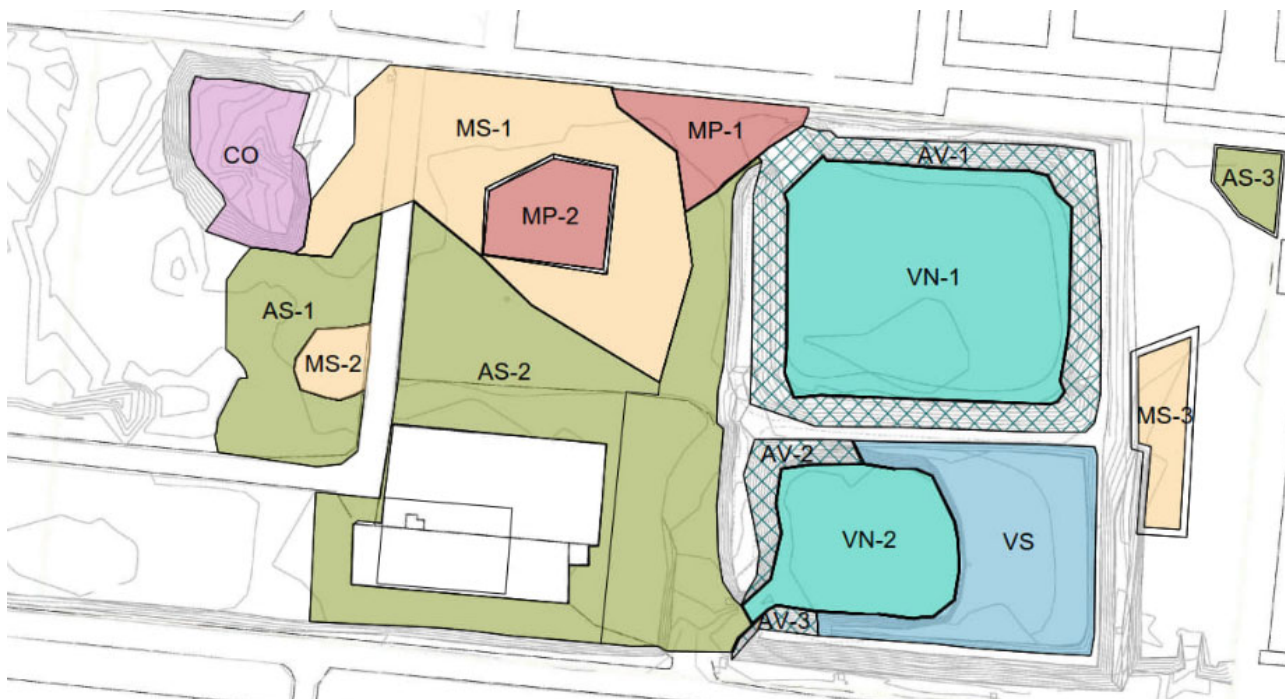 MS-1
MP-1
CO
AV-1
AS-3
MP-2
VN-1
AS-1
MS-2
AS-2
MS-3
AV-2
VN-2
VS
AV-3